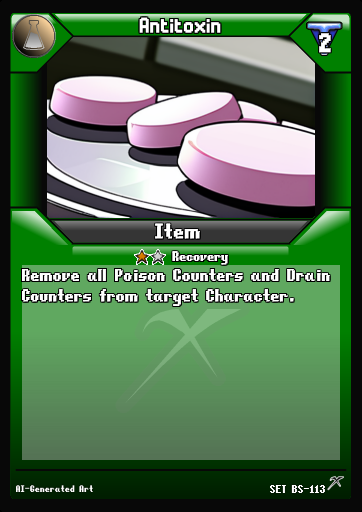 Antitoxin
2
Item
Recovery
Remove all Poison Counters and Drain
Counters from target Character.
AI-Generated Art
SET BS-113